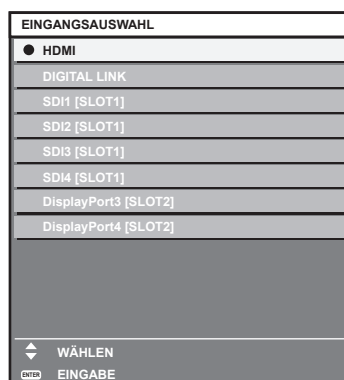 EINGANGSAUSWAHL
HDMI
DIGITAL LINK
SDI1 [SLOT1]
SDI2 [SLOT1]
SDI3 [SLOT1]
SDI4 [SLOT1]
DisplayPort3 [SLOT2]
DisplayPort4 [SLOT2]
WÄHLEN
ENTER EINGABE